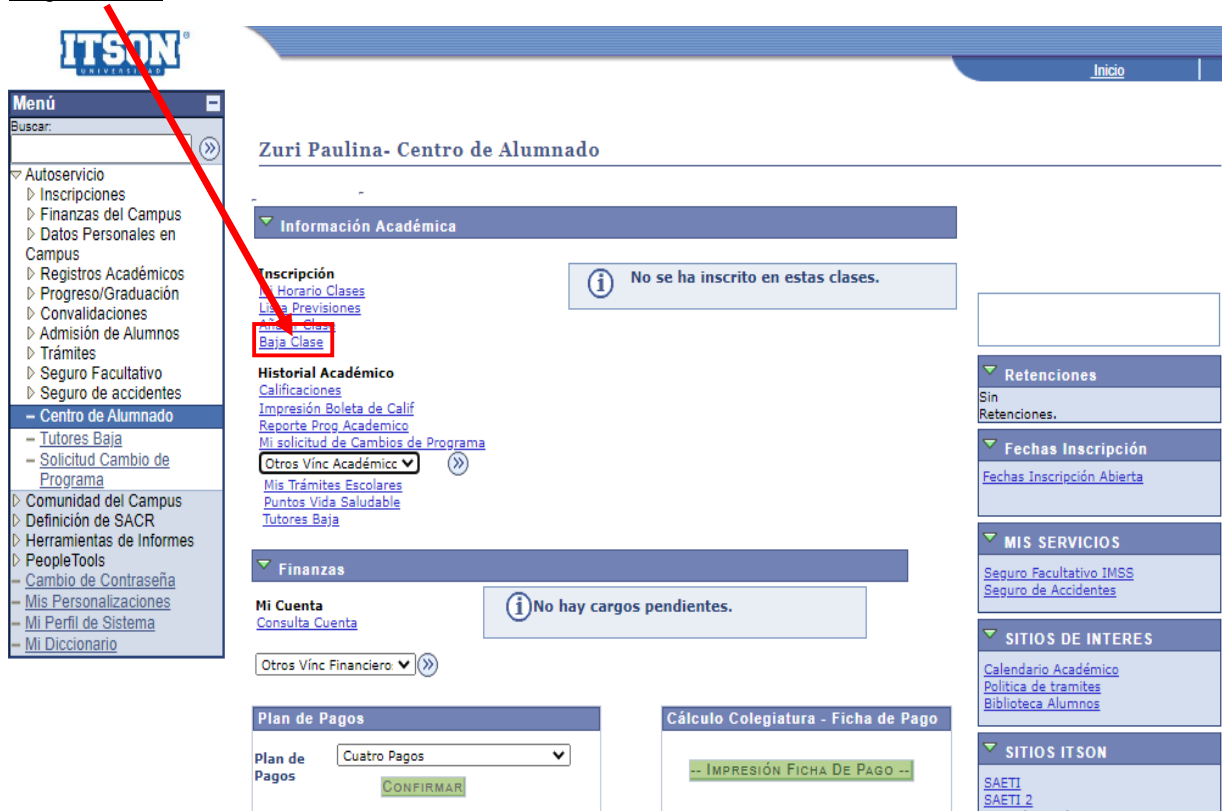 ITSON
UNIVERSIDAD
Inicio
Menú
Buscar:
Autoservicio
Inscripciones
Finanzas del Campus
Datos Personales en
Campus
Registros Académicos
Progreso/Graduación
Convalidaciones
Admisión de Alumnos
Trámites
Seguro Facultativo
Seguro de accidentes
Centro de Alumnado
Tutores Baja
Solicitud Cambio de
Programa
Comunidad del Campus
Definición de SACR
Herramientas de Informes
PeopleTools
Cambio de Contraseña
Mis Personalizaciones
Mi Perfil de Sistema
Mi Diccionario
Zuri Paulina- Centro de Alumnado
Información Académica
Inscripción
Mi Horario Clases
Lista Previsiones
Añadir Clase
Baja Clase
No se ha inscrito en estas clases.
Historial Académico
Calificaciones
Impresión Boleta de Calif
Reporte Prog Academico
Mi solicitud de Cambios de Programa
Otros Vínc Académicc
Mis Trámites Escolares
Puntos Vida Saludable
Tutores Baja
Finanzas
Mi Cuenta
Consulta Cuenta
No hay cargos pendientes.
Otros Vínc Financiero:
Plan de Pagos
Plan de
Pagos
Cuatro Pagos
CONFIRMAR
Cálculo Colegiatura - Ficha de Pago
-- IMPRESIÓN FICHA DE PAGO --
Retenciones
Sin
Retenciones.
Fechas Inscripción
Fechas Inscripción Abierta
MIS SERVICIOS
Seguro Facultativo IMSS
Seguro de Accidentes
SITIOS DE INTERES
Calendario Académico
Politica de tramites
Biblioteca Alumnos
SITIOS ITSON
SAETI
SAETI 2